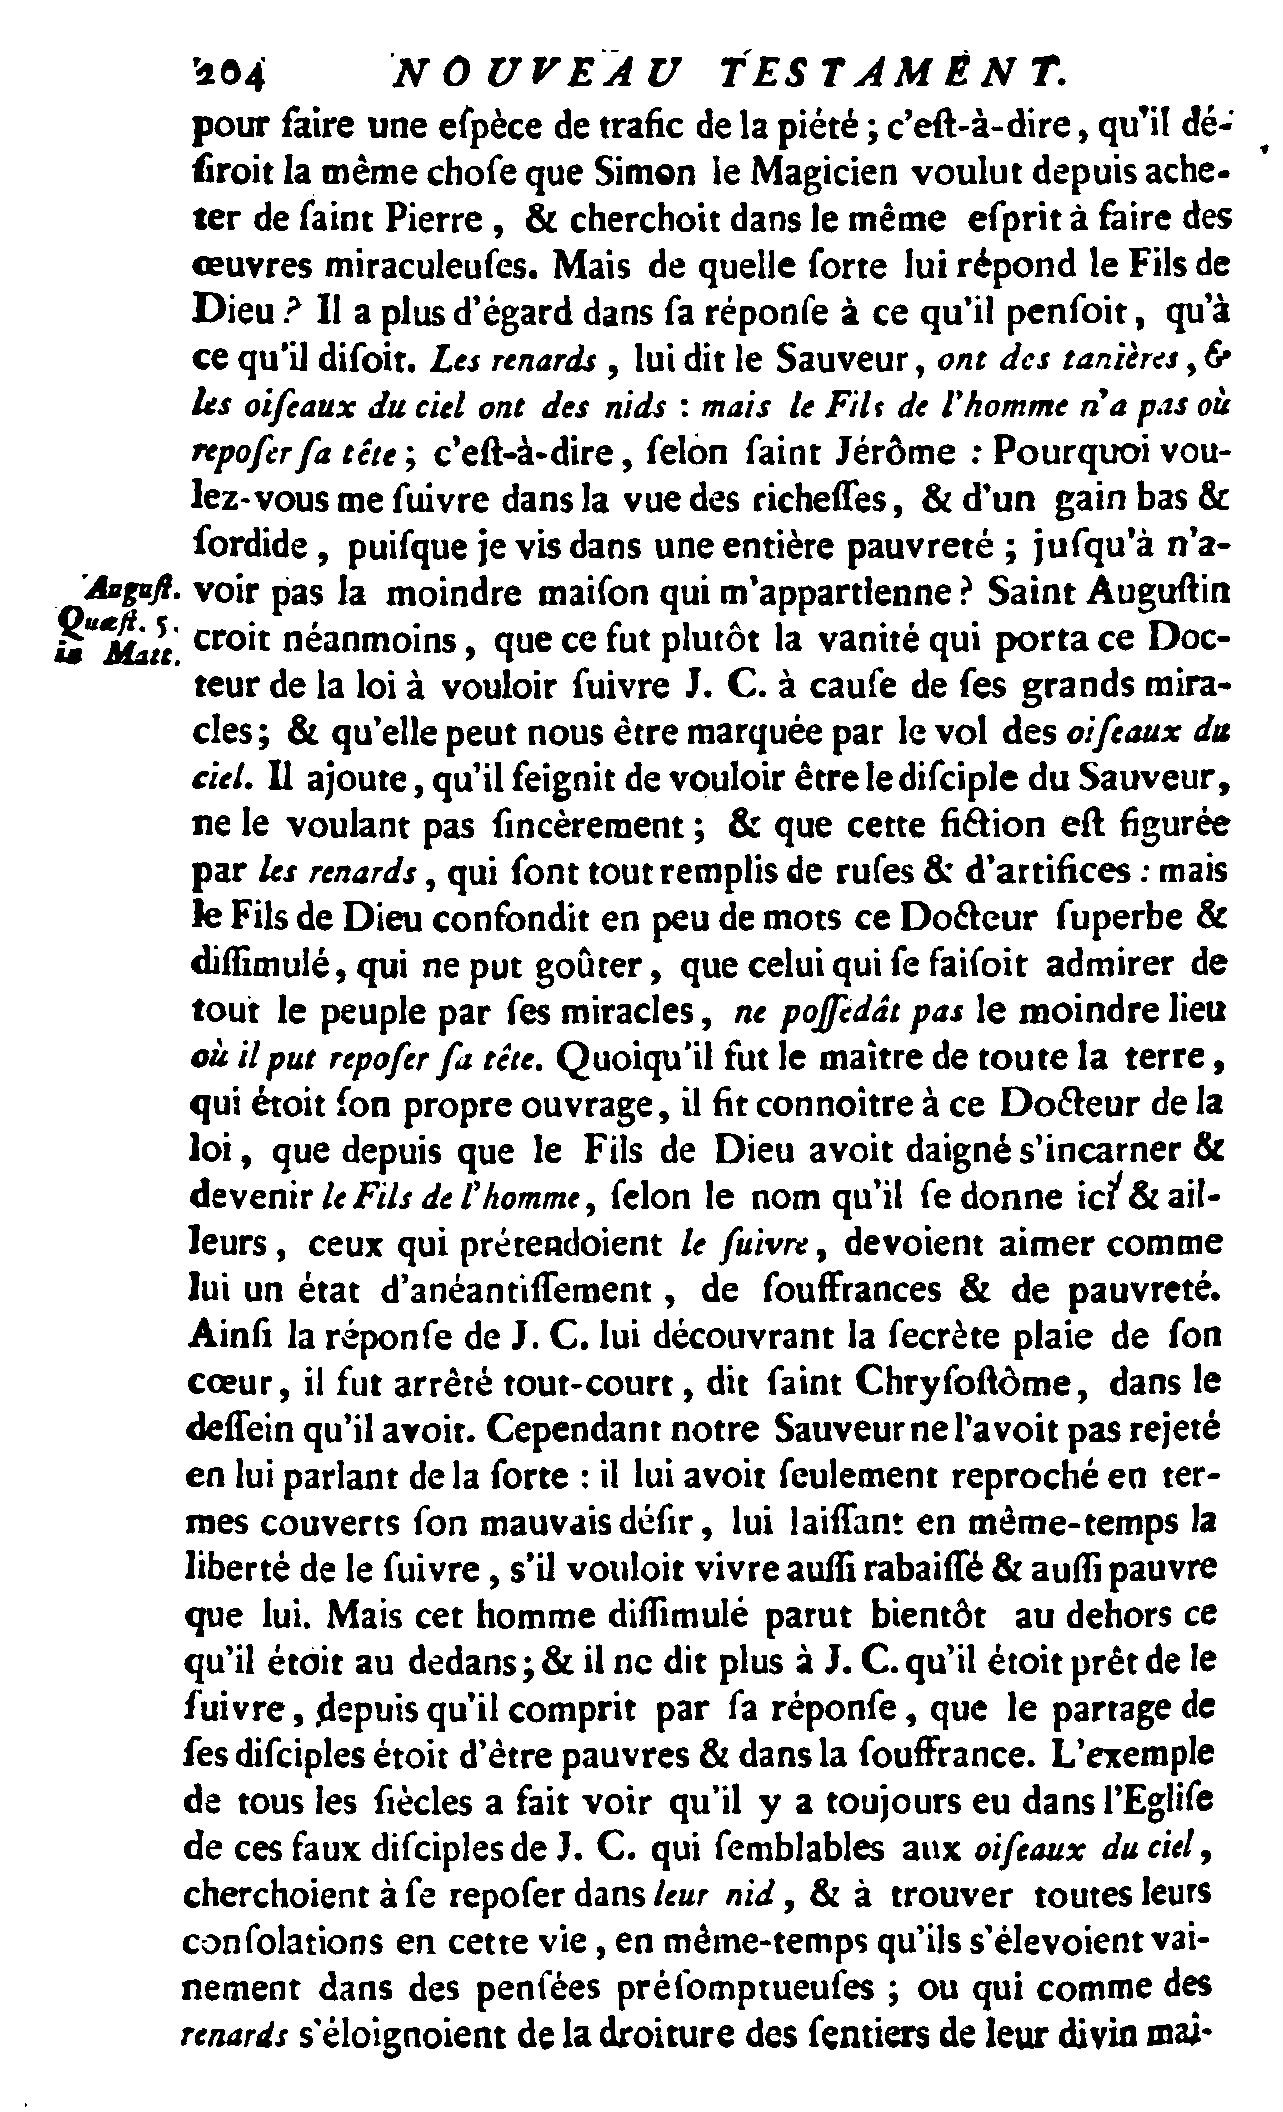 204 NOUVEAU TESTAMENT.
pour faire une eſpèce de trafic de la piété ; c'eſt-à-dire, qu'il dé-
ſiroit la même choſe que Simon le Magicien voulut depuis ache-
ter de ſaint Pierre, & cherchoit dans le même eſprit à faire des
œuvres miraculeuſes. Mais de quelle ſorte lui répond le Fils de
Dieu ? Il a plus d'égard dans ſa réponſe à ce qu'il penſoit, qu'à
ce qu'il diſoit. Les renards, lui dit le Sauveur, ont des tanières, &
les oiſeaux du ciel ont des nids : mais le Fils de l'homme n'a pas où
repoſer ſa tête ; c'eſt-à-dire, ſelon ſaint Jérôme : Pourquoi vou-
lez-vous me ſuivre dans la vue des richeſſes, & d'un gain bas &
ſordide, puiſque je vis dans une entière pauvreté ; juſqu'à n'a-
Auguſt.
Quæſt. 5.
in Matt.
voir pas la moindre maiſon qui m'appartienne ? Saint Auguſtin
croit néanmoins, que ce fut plutôt la vanité qui porta ce Doc-
teur de la loi à vouloir ſuivre J. C. à cauſe de ſes grands mira-
cles ; & qu'elle peut nous être marquée par le vol des oiſeaux du
ciel. Il ajoute, qu'il feignit de vouloir être le diſciple du Sauveur,
ne le voulant pas ſincèrement ; & que cette fiction eſt figurée
par les renards, qui ſont tout remplis de ruſes & d'artifices : mais
le Fils de Dieu confondit en peu de mots ce Docteur ſuperbe &
diſſimulé, qui ne put goûter, que celui qui ſe faiſoit admirer de
tout le peuple par ſes miracles, ne poſſédât pas le moindre lieu
où il put repoſer ſa tête. Quoiqu'il fut le maître de toute la terre,
qui étoit ſon propre ouvrage, il fit connoître à ce Docteur de la
loi, que depuis que le Fils de Dieu avoit daigné s'incarner &
devenir le Fils de l'homme, ſelon le nom qu'il ſe donne ici & ail-
leurs, ceux qui prétendoient le ſuivre, devoient aimer comme
lui un état d'anéantiſſement, de ſouffrances & de pauvreté.
Ainſi la réponſe de J. C. lui découvrant la ſecrète plaie de ſon
cœur, il fut arrêté tout-court, dit ſaint Chryſoſtôme, dans le
deſſein qu'il avoit. Cependant notre Sauveur ne l'avoit pas rejeté
en lui parlant de la ſorte : il lui avoit ſeulement reproché en ter-
mes couverts ſon mauvais déſir, lui laiſſant en même-temps la
liberté de le ſuivre, s'il vouloit vivre auſſi rabaiſſé & auſſi pauvre
que lui. Mais cet homme diſſimulé parut bientôt au dehors ce
qu'il étoit au dedans ; & il ne dit plus à J. C. qu'il étoit prêt de le
ſuivre, depuis qu'il comprit par ſa réponſe, que le partage de
ſes diſciples étoit d'être pauvres & dans la ſouffrance. L'exemple
de tous les ſiècles a fait voir qu'il y a toujours eu dans l'Egliſe
de ces faux diſciples de J. C. qui ſemblables aux oiſeaux du ciel,
cherchoient à ſe repoſer dans leur nid, & à trouver toutes leurs
conſolations en cette vie, en même-temps qu'ils s'élevoient vai-
nement dans des penſées préſomptueuſes ; ou qui comme des
renards s'éloignoient de la droiture des ſentiers de leur divin mai-